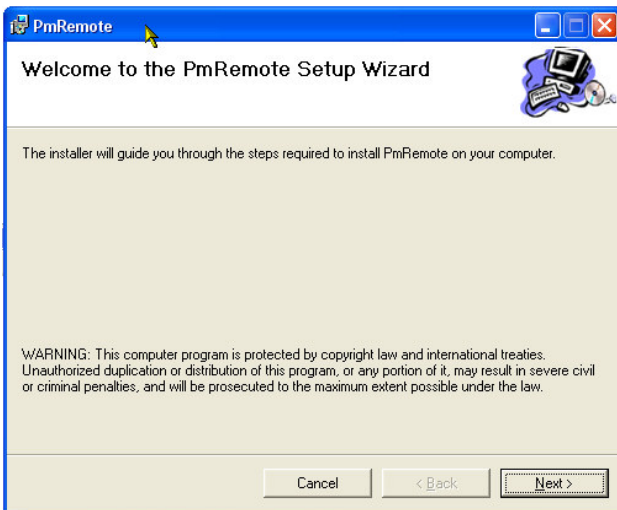 PmRemote
Welcome to the PmRemote Setup Wizard
The installer will guide you through the steps required to install PmRemote on your computer.
WARNING: This computer program is protected by copyright law and international treaties.
Unauthorized duplication or distribution of this program, or any portion of it, may result in severe civil
or criminal penalties, and will be prosecuted to the maximum extent possible under the law.
Cancel
< Back
Next >